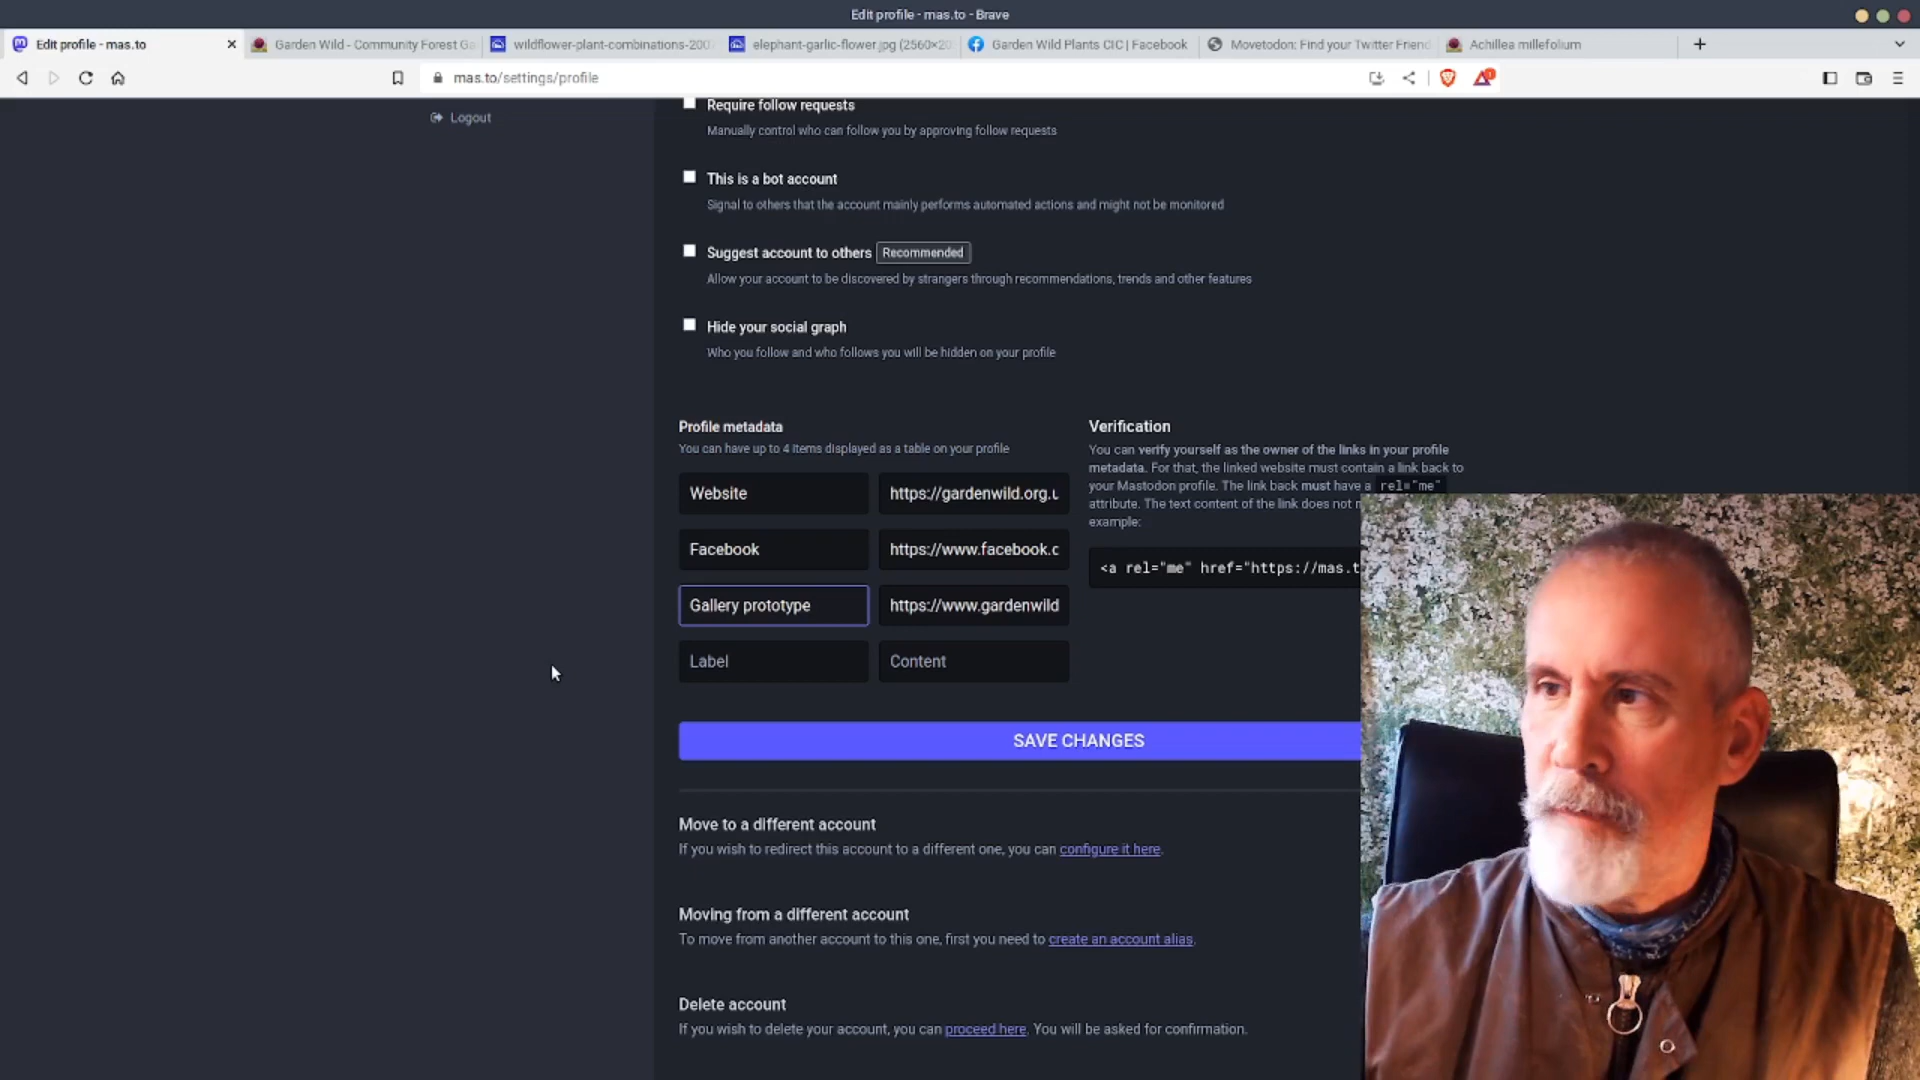 Edit profile - mas.to - Brave
Edit profile - mas.to
Garden Wild - Community Forest Ga
wildflower-plant-combinations-200
elephant-garlic-flower.jpg (2560×20
Garden Wild Plants CIC | Facebook
Movetodon: Find your Twitter Friend
Achillea millefolium
mas.to/settings/profile
Logout
Require follow requests
Manually control who can follow you by approving follow requests
This is a bot account
Signal to others that the account mainly performs automated actions and might not be monitored
Suggest account to others Recommended
Allow your account to be discovered by strangers through recommendations, trends and other features
Hide your social graph
Who you follow and who follows you will be hidden on your profile
Profile metadata
You can have up to 4 items displayed as a table on your profile
Website
https://gardenwild.org.u
Facebook
https://www.facebook.c
Gallery prototype
https://www.gardenwild
Label
Content
Verification
You can verify yourself as the owner of the links in your profile
metadata. For that, the linked website must contain a link back to
your Mastodon profile. The link back must have a rel="me"
attribute. The text content of the link does not
example:
<a rel="me" href="https://mas.t
SAVE CHANGES
Move to a different account
If you wish to redirect this account to a different one, you can configure it here.
Moving from a different account
To move from another account to this one, first you need to create an account alias.
Delete account
If you wish to delete your account, you can proceed here. You will be asked for confirmation.